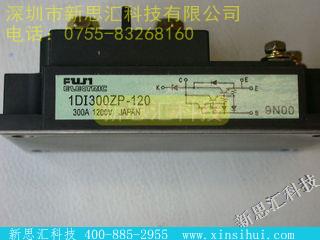 深圳市新思汇科技有限公司
电话：0755-83268160
FUJI
ELECTRIC
1DI300ZP-120
300A 1200V JAPAN
K
C
E
E
B
9N00
新思汇科技
新思汇科技 400-885-2955 www.xinsihui.com